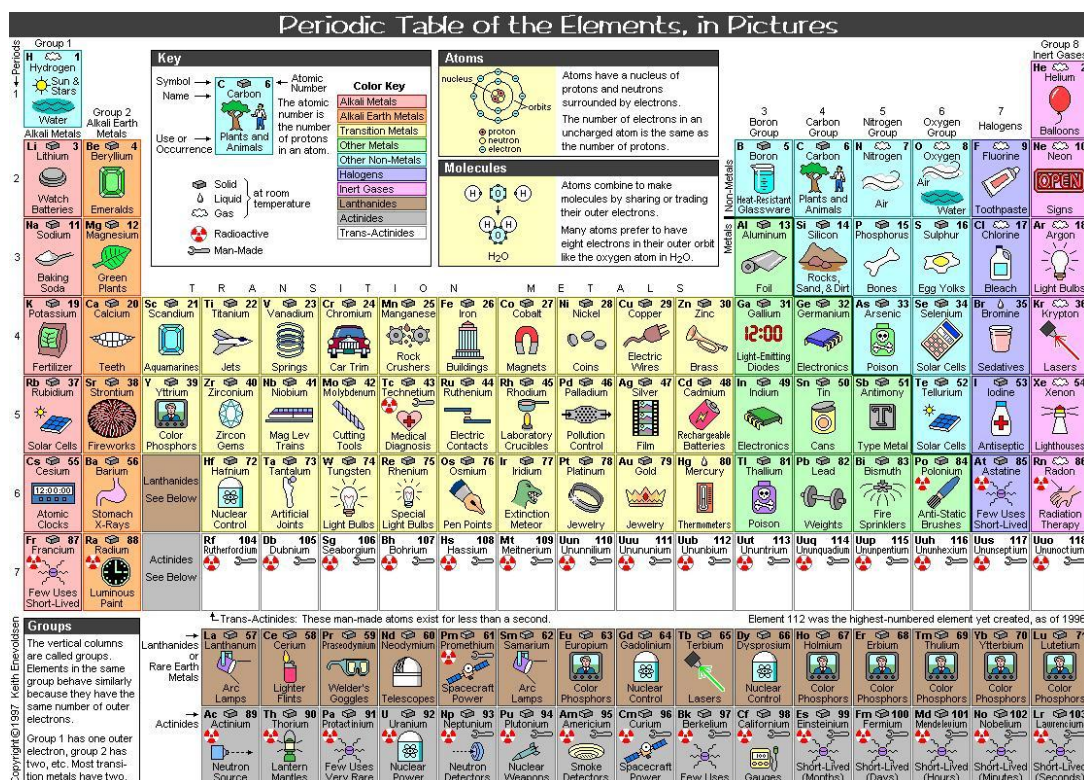 Periodic Table of the Elements, in Pictures
Periods
Group 1
1
H 1
Hydrogen
Sun &
Stars
Water
Alkali Metals
Group 2
Alkali Earth
Metals
Key
Symbol
Name
Use or
Occurrence
C 6
Carbon
Plants and
Animals
Atomic
Number
The atomic
number is
the number
of protons
in an atom.
Solid
Liquid
Gas
at room
temperature
Radioactive
Man-Made
Color Key
Alkali Metals
Alkali Earth Metals
Transition Metals
Other Metals
Other Non-Metals
Halogens
Inert Gases
Lanthanides
Actinides
Trans-Actinides
Atoms
nucleus
orbits
proton
neutron
electron
Atoms have a nucleus of
protons and neutrons
surrounded by electrons.
The number of electrons in an
uncharged atom is the same as
the number of protons.
Molecules
H O H
H H
O
H2O
Atoms combine to make
molecules by sharing or trading
their outer electrons.
Many atoms prefer to have
eight electrons in their outer orbit
like the oxygen atom in H2O.
3
Boron
Group
4
Carbon
Group
5
Nitrogen
Group
6
Oxygen
Group
7
Halogens
Group 8
Inert Gases
He 2
Helium
Balloons
Non-Metals
Metals
2
Li 3
Lithium
Watch
Batteries
Be 4
Beryllium
Emeralds
B 5
Boron
Heat-Resistant
Glassware
C 6
Carbon
Plants and
Animals
N 7
Nitrogen
Air
O 8
Oxygen
Air
Water
F 9
Fluorine
Toothpaste
Ne 10
Neon
OPEN
Signs
3
Na 11
Sodium
Baking
Soda
Mg 12
Magnesium
Green
Plants
Al 13
Aluminum
Foil
Si 14
Silicon
Rocks,
Sand, & Dirt
P 15
Phosphorus
Bones
S 16
Sulphur
Egg Yolks
Cl 17
Chlorine
Bleach
Ar 18
Argon
Light Bulbs
TRANSITION METALS
4
K 19
Potassium
Fertilizer
Ca 20
Calcium
Teeth
Sc 21
Scandium
Aquamarines
Ti 22
Titanium
Jets
V 23
Vanadium
Springs
Cr 24
Chromium
Car Trim
Mn 25
Manganese
Rock
Crushers
Fe 26
Iron
Buildings
Co 27
Cobalt
Magnets
Ni 28
Nickel
Coins
Cu 29
Copper
Electric
Wires
Zn 30
Zinc
Brass
Ga 31
Gallium
12:00
Light-Emitting
Diodes
Ge 32
Germanium
Electronics
As 33
Arsenic
Poison
Se 34
Selenium
Solar Cells
Br 35
Bromine
Sedatives
Kr 36
Krypton
Lasers
5
Rb 37
Rubidium
Solar Cells
Sr 38
Strontium
Fireworks
Y 39
Yttrium
Color
Phosphors
Zr 40
Zirconium
Zircon
Gems
Nb 41
Niobium
Mag Lev
Trains
Mo 42
Molybdenum
Cutting
Tools
Tc 43
Technetium
Medical
Diagnosis
Ru 44
Ruthenium
Electric
Contacts
Rh 45
Rhodium
Laboratory
Crucibles
Pd 46
Palladium
Pollution
Control
Ag 47
Silver
Film
Cd 48
Cadmium
Rechargeable
Batteries
In 49
Indium
Electronics
Sn 50
Tin
Cans
Sb 51
Antimony
T
Type Metal
Te 52
Tellurium
Solar Cells
I 53
Iodine
Antiseptic
Xe 54
Xenon
Lighthouses
6
Cs 55
Cesium
12:00:00
Atomic
Clocks
Ba 56
Barium
Stomach
X-Rays
Lanthanides
See Below
Hf 72
Hafnium
Nuclear
Control
Ta 73
Tantalum
Artificial
Joints
W 74
Tungsten
Light Bulbs
Re 75
Rhenium
Special
Light Bulbs
Os 76
Osmium
Pen Points
Ir 77
Iridium
Extinction
Meteor
Pt 78
Platinum
Jewelry
Au 79
Gold
Jewelry
Hg 80
Mercury
Thermometers
Tl 81
Thallium
Poison
Pb 82
Lead
Weights
Bi 83
Bismuth
Fire
Sprinklers
Po 84
Polonium
Anti-Static
Brushes
At 85
Astatine
Few Uses
Short-Lived
Rn 86
Radon
Radiation
Therapy
7
Fr 87
Francium
Few Uses
Short-Lived
Ra 88
Radium
Luminous
Paint
Actinides
See Below
Rf 104
Rutherfordium
Db 105
Dubnium
Sg 106
Seaborgium
Bh 107
Bohrium
Hs 108
Hassium
Mt 109
Meitnerium
Uun 110
Ununnilium
Uuu 111
Unununium
Uub 112
Ununbium
Uut 113
Ununtrium
Uuq 114
Ununquadium
Uup 115
Ununpentium
Uuh 116
Ununhexium
Uus 117
Ununseptium
Uuo 118
Ununoctium
Trans-Actinides: These man-made atoms exist for less than a second.
Element 112 was the highest-numbered element yet created, as of 1996
Copyright©1997 Keith Enevoldsen
Groups
The vertical columns
are called groups.
Elements in the same
group behave similarly
because they have the
same number of outer
electrons.
Group 1 has one outer
electron, group 2 has
two, etc. Most transi-
tion metals have two.
Lanthanides
or
Rare Earth
Metals
La 57
Lanthanum
Arc
Lamps
Ce 58
Cerium
Lighter
Flints
Pr 59
Praseodymium
Welder's
Goggles
Nd 60
Neodymium
Telescopes
Pm 61
Promethium
Spacecraft
Power
Sm 62
Samarium
Arc
Lamps
Eu 63
Europium
Color
Phosphors
Gd 64
Gadolinium
Nuclear
Control
Tb 65
Terbium
Lasers
Dy 66
Dysprosium
Nuclear
Control
Ho 67
Holmium
Color
Phosphors
Er 68
Erbium
Color
Phosphors
Tm 69
Thulium
Color
Phosphors
Yb 70
Ytterbium
Color
Phosphors
Lu 71
Lutetium
Color
Phosphors
Actinides
Ac 89
Actinium
Neutron
Source
Th 90
Thorium
Lantern
Mantles
Pa 91
Protatinium
Few Uses
Very Rare
U 92
Uranium
Nuclear
Power
Np 93
Neptunium
Neutron
Detectors
Pu 94
Plutonium
Nuclear
Weapons
Am 95
Americium
Smoke
Detectors
Cm 96
Curium
Spacecraft
Power
Bk 97
Berkelium
Few Uses
Cf 98
Californium
Gauges
Es 99
Einsteinium
Short-Lived
(Months)
Fm 100
Fermium
Short-Lived
(Days)
Md 101
Mendelevium
Short-Lived
(Hours)
No 102
Nobelium
Short-Lived
(Minutes)
Lr 103
Laurencium
Short-Lived